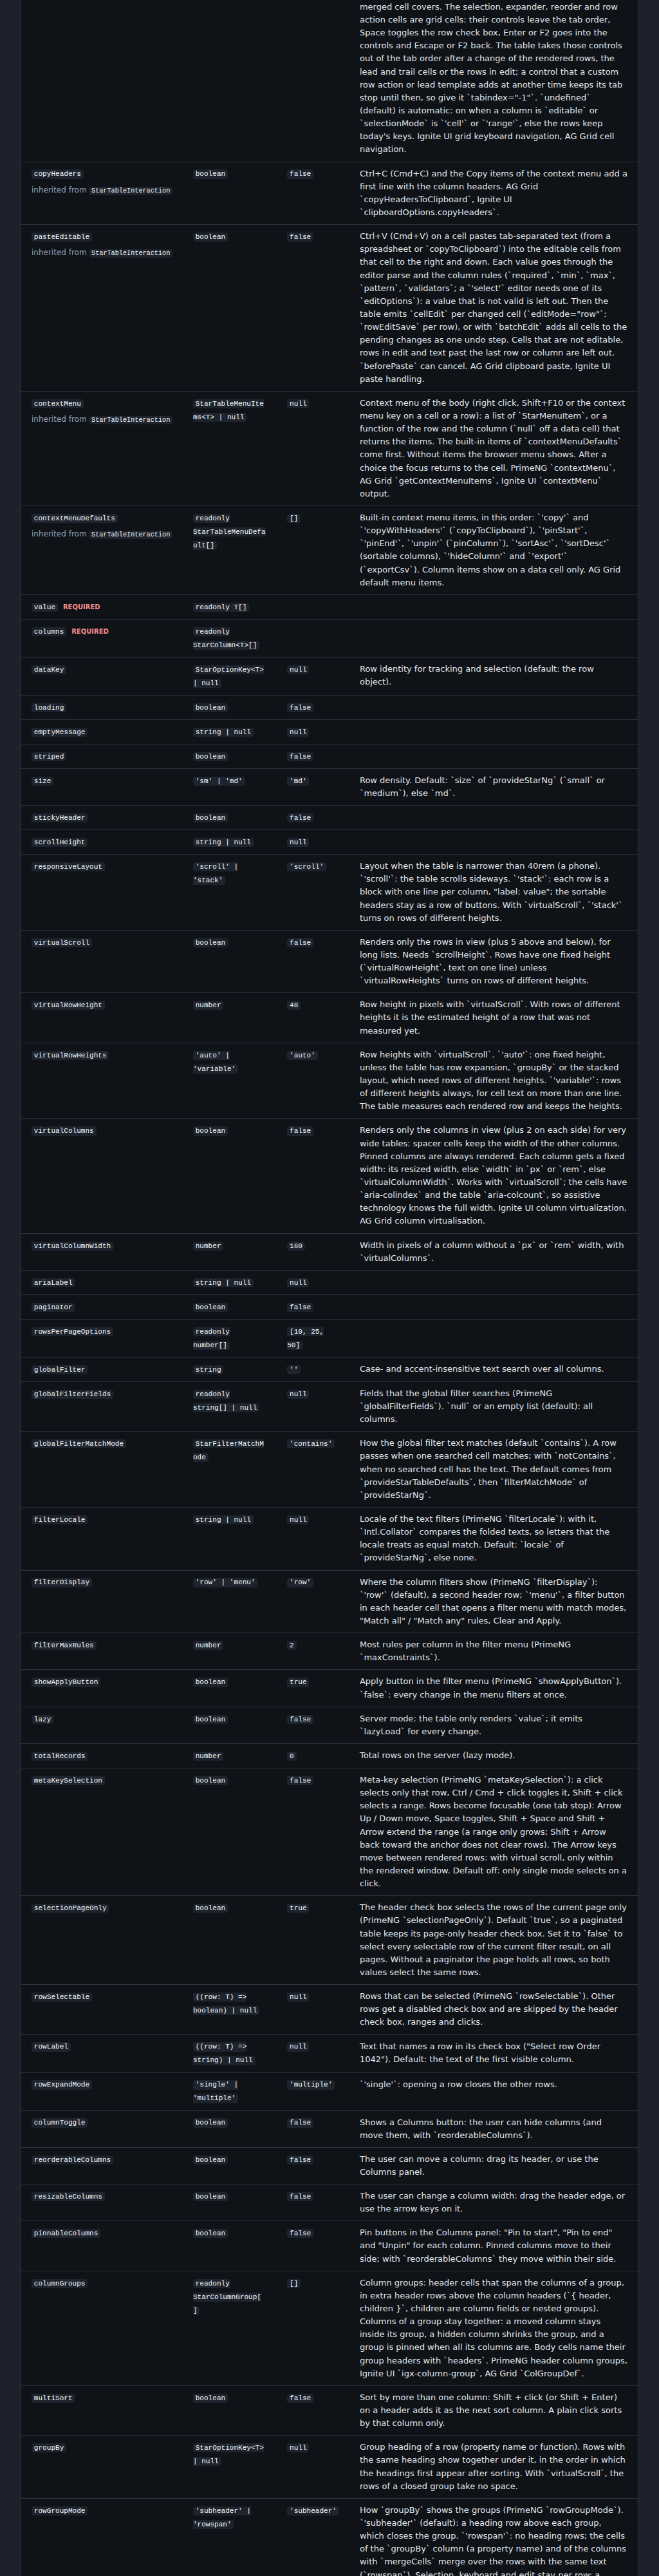 merged cell covers. The selection, expander, reorder and row
action cells are grid cells: their controls leave the tab order,
Space toggles the row check box, Enter or F2 goes into the
controls and Escape or F2 back. The table takes those controls
out of the tab order after a change of the rendered rows, the
lead and trail cells or the rows in edit; a control that a custom
row action or lead template adds at another time keeps its tab
stop until then, so give it `tabindex="-1"`. `undefined`
(default) is automatic: on when a column is `editable` or
`selectionMode` is `'cell'` or `'range'`, else the rows keep
today's keys. Ignite UI grid keyboard navigation, AG Grid cell
navigation.
copyHeaders boolean false Ctrl+C (Cmd+C) and the Copy items of the context menu add a
first line with the column headers. AG Grid
inherited from StarTableInteraction
`copyHeadersToClipboard`, Ignite UI
`clipboardOptions.copyHeaders`.
pasteEditable boolean false Ctrl+V (Cmd+V) on a cell pastes tab-separated text (from a
spreadsheet or `copyToClipboard`) into the editable cells from
inherited from StarTableInteraction
that cell to the right and down. Each value goes through the
editor parse and the column rules (`required`, `min`, `max`,
`pattern`, `validators`; a `'select'` editor needs one of its
`editOptions`): a value that is not valid is left out. Then the
table emits `cellEdit` per changed cell (`editMode="row"`:
`rowEditSave` per row), or with `batchEdit` adds all cells to the
pending changes as one undo step. Cells that are not editable,
rows in edit and text past the last row or column are left out.
`beforePaste` can cancel. AG Grid clipboard paste, Ignite UI
paste handling.
contextMenu StarTableMenuIte null Context menu of the body (right click, Shift+F10 or the context
ms<T> | null menu key on a cell or a row): a list of `StarMenuItem`, or a
inherited from StarTableInteraction
function of the row and the column (`null` off a data cell) that
returns the items. The built-in items of `contextMenuDefaults`
come first. Without items the browser menu shows. After a
choice the focus returns to the cell. PrimeNG `contextMenu`,
AG Grid `getContextMenuItems`, Ignite UI `contextMenu`
output.
contextMenuDefaults readonly [] Built-in context menu items, in this order: `'copy'` and
StarTableMenuDefa `'copyWithHeaders'` (`copyToClipboard`), `'pinStart'`,
inherited from StarTableInteraction
ult[] `'pinEnd'`, `'unpin'` (`pinColumn`), `'sortAsc'`, `'sortDesc'`
(sortable columns), `'hideColumn'` and `'export'`
(`exportCsv`). Column items show on a data cell only. AG Grid
default menu items.
value REQUIRED readonly T[]
columns REQUIRED readonly
StarColumn<T>[]
dataKey StarOptionKey<T> null Row identity for tracking and selection (default: the row
| null object).
loading boolean false
emptyMessage string | null null
striped boolean false
size 'sm' | 'md' 'md' Row density. Default: `size` of `provideStarNg` (`small` or
`medium`), else `md`.
stickyHeader boolean false
scrollHeight string | null null
responsiveLayout 'scroll' | 'scroll' Layout when the table is narrower than 40rem (a phone).
'stack' `'scroll'`: the table scrolls sideways. `'stack'`: each row is a
block with one line per column, "label: value"; the sortable
headers stay as a row of buttons. With `virtualScroll`, `'stack'`
turns on rows of different heights.
virtualScroll boolean false Renders only the rows in view (plus 5 above and below), for
long lists. Needs `scrollHeight`. Rows have one fixed height
(`virtualRowHeight`, text on one line) unless
`virtualRowHeights` turns on rows of different heights.
virtualRowHeight number 48 Row height in pixels with `virtualScroll`. With rows of different
heights it is the estimated height of a row that was not
measured yet.
virtualRowHeights 'auto' | 'auto' Row heights with `virtualScroll`. `'auto'`: one fixed height,
'variable' unless the table has row expansion, `groupBy` or the stacked
layout, which need rows of different heights. `'variable'`: rows
of different heights always, for cell text on more than one line.
The table measures each rendered row and keeps the heights.
virtualColumns boolean false Renders only the columns in view (plus 2 on each side) for very
wide tables: spacer cells keep the width of the other columns.
Pinned columns are always rendered. Each column gets a fixed
width: its resized width, else `width` in `px` or `rem`, else
`virtualColumnWidth`. Works with `virtualScroll`; the cells have
`aria-colindex` and the table `aria-colcount`, so assistive
technology knows the full width. Ignite UI column virtualization,
AG Grid column virtualisation.
virtualColumnWidth number 160 Width in pixels of a column without a `px` or `rem` width, with
`virtualColumns`.
ariaLabel string | null null
paginator boolean false
rowsPerPageOptions readonly [10, 25,
number[] 50]
globalFilter string '' Case- and accent-insensitive text search over all columns.
globalFilterFields readonly null Fields that the global filter searches (PrimeNG
string[] | null `globalFilterFields`). `null` or an empty list (default): all
columns.
globalFilterMatchMode StarFilterMatchM 'contains' How the global filter text matches (default `contains`). A row
ode passes when one searched cell matches; with `notContains`,
when no searched cell has the text. The default comes from
`provideStarTableDefaults`, then `filterMatchMode` of
`provideStarNg`.
filterLocale string | null null Locale of the text filters (PrimeNG `filterLocale`): with it,
`Intl.Collator` compares the folded texts, so letters that the
locale treats as equal match. Default: `locale` of
`provideStarNg`, else none.
filterDisplay 'row' | 'menu' 'row' Where the column filters show (PrimeNG `filterDisplay`):
`'row'` (default), a second header row; `'menu'`, a filter button
in each header cell that opens a filter menu with match modes,
"Match all" / "Match any" rules, Clear and Apply.
filterMaxRules number 2 Most rules per column in the filter menu (PrimeNG
`maxConstraints`).
showApplyButton boolean true Apply button in the filter menu (PrimeNG `showApplyButton`).
`false`: every change in the menu filters at once.
lazy boolean false Server mode: the table only renders `value`; it emits
`lazyLoad` for every change.
totalRecords number 0 Total rows on the server (lazy mode).
metaKeySelection boolean false Meta-key selection (PrimeNG `metaKeySelection`): a click
selects only that row, Ctrl / Cmd + click toggles it, Shift + click
selects a range. Rows become focusable (one tab stop): Arrow
Up / Down move, Space toggles, Shift + Space and Shift +
Arrow extend the range (a range only grows; Shift + Arrow
back toward the anchor does not clear rows). The Arrow keys
move between rendered rows: with virtual scroll, only within
the rendered window. Default off: only single mode selects on a
click.
selectionPageOnly boolean true The header check box selects the rows of the current page only
(PrimeNG `selectionPageOnly`). Default `true`, so a paginated
table keeps its page-only header check box. Set it to `false` to
select every selectable row of the current filter result, on all
pages. Without a paginator the page holds all rows, so both
values select the same rows.
rowSelectable ((row: T) => null Rows that can be selected (PrimeNG `rowSelectable`). Other
boolean) | null rows get a disabled check box and are skipped by the header
check box, ranges and clicks.
rowLabel ((row: T) => null Text that names a row in its check box ("Select row Order
string) | null 1042"). Default: the text of the first visible column.
rowExpandMode 'single' | 'multiple' `'single'`: opening a row closes the other rows.
'multiple'
columnToggle boolean false Shows a Columns button: the user can hide columns (and
move them, with `reorderableColumns`).
reorderableColumns boolean false The user can move a column: drag its header, or use the
Columns panel.
resizableColumns boolean false The user can change a column width: drag the header edge, or
use the arrow keys on it.
pinnableColumns boolean false Pin buttons in the Columns panel: "Pin to start", "Pin to end"
and "Unpin" for each column. Pinned columns move to their
side; with `reorderableColumns` they move within their side.
columnGroups readonly [] Column groups: header cells that span the columns of a group,
StarColumnGroup[ in extra header rows above the column headers (`{ header,
] children }`, children are column fields or nested groups).
Columns of a group stay together: a moved column stays
inside its group, a hidden column shrinks the group, and a
group is pinned when all its columns are. Body cells name their
group headers with `headers`. PrimeNG header column groups,
Ignite UI `igx-column-group`, AG Grid `ColGroupDef`.
multiSort boolean false Sort by more than one column: Shift + click (or Shift + Enter)
on a header adds it as the next sort column. A plain click sorts
by that column only.
groupBy StarOptionKey<T> null Group heading of a row (property name or function). Rows with
| null the same heading show together under it, in the order in which
the headings first appear after sorting. With `virtualScroll`, the
rows of a closed group take no space.
rowGroupMode 'subheader' | 'subheader' How `groupBy` shows the groups (PrimeNG `rowGroupMode`).
'rowspan' `'subheader'` (default): a heading row above each group,
which closes the group. `'rowspan'`: no heading rows; the cells
of the `groupBy` column (a property name) and of the columns
with `mergeCells` merge over the rows with the same text
(`rowspan`). Selection, keyboard and edit stay per row; a